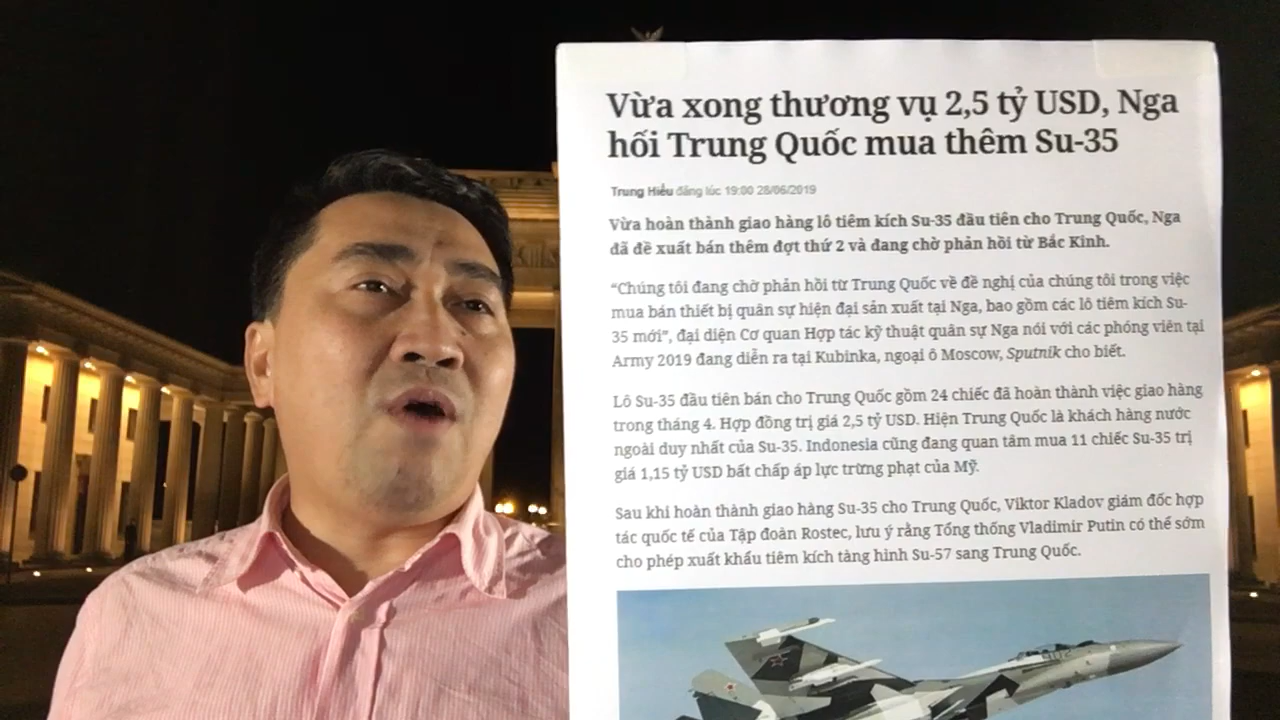 Vừa xong thương vụ 2,5 tỷ USD, Nga
hối Trung Quốc mua thêm Su-35
Trung Hiếu đăng lúc 19:00 28/06/2019
Vừa hoàn thành giao hàng lô tiêm kích Su-35 đầu tiên cho Trung Quốc, Nga
đã đề xuất bán thêm đợt thứ 2 và đang chờ phản hồi từ Bắc Kinh.
“Chúng tôi đang chờ phản hồi từ Trung Quốc về đề nghị của chúng tôi trong việc
mua bán thiết bị quân sự hiện đại sản xuất tại Nga, bao gồm các lô tiêm kích Su-
35 mới”, đại diện Cơ quan Hợp tác kỹ thuật quân sự Nga nói với các phóng viên tại
Army 2019 đang diễn ra tại Kubinka, ngoại ô Moscow, Sputnik cho biết.
Lô Su-35 đầu tiên bán cho Trung Quốc gồm 24 chiếc đã hoàn thành việc giao hàng
trong tháng 4. Hợp đồng trị giá 2,5 tỷ USD. Hiện Trung Quốc là khách hàng nước
ngoài duy nhất của Su-35. Indonesia cũng đang quan tâm mua 11 chiếc Su-35 trị
giá 1,15 tỷ USD bất chấp áp lực trừng phạt của Mỹ.
Sau khi hoàn thành giao hàng Su-35 cho Trung Quốc, Viktor Kladov giám đốc hợp
tác quốc tế của Tập đoàn Rostec, lưu ý rằng Tổng thống Vladimir Putin có thể sớm
cho phép xuất khẩu tiêm kích tàng hình Su-57 sang Trung Quốc.